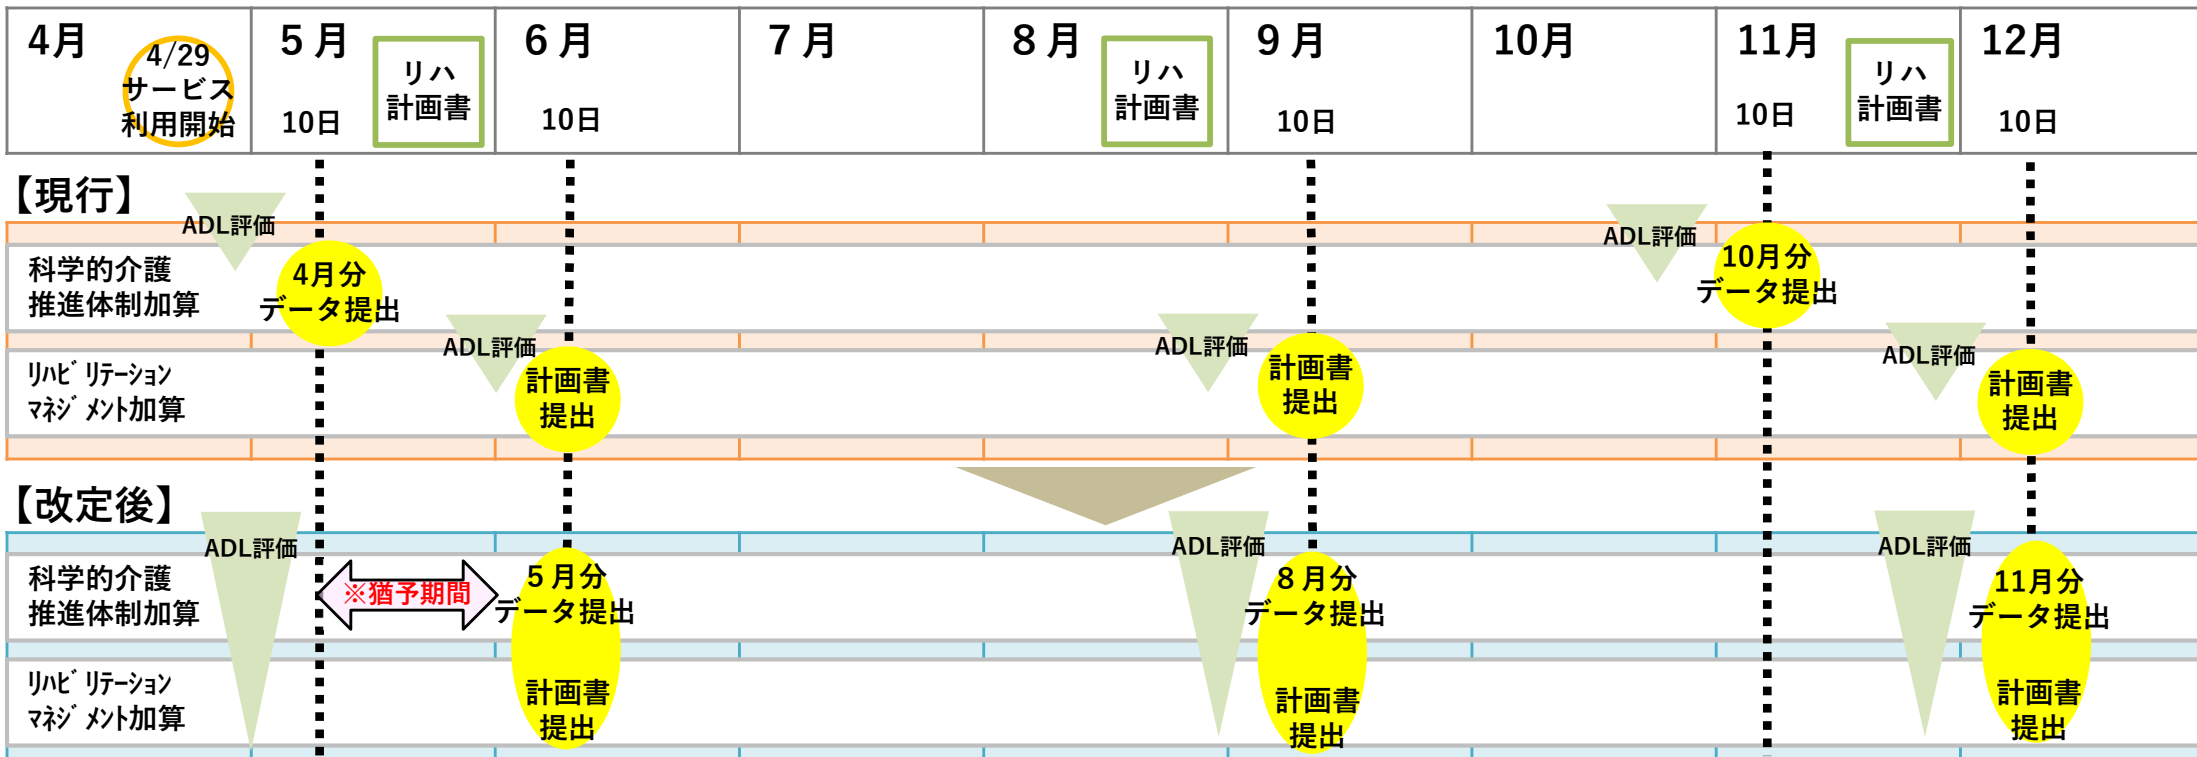 4月
4/29
サービス
利用開始
5月
10日
リハ
計画書
6月
10日
7月
8月
リハ
計画書
9月
10日
10月
11月
10日
リハ
計画書
12月
10日
【現行】
ADL評価
ADL評価
科学的介護
推進体制加算
4月分
データ提出
10月分
データ提出
ADL評価
ADL評価
ADL評価
ﾘﾊﾋﾞﾘﾃｰｼｮﾝ
ﾏﾈｼﾞﾒﾝﾄ加算
計画書
提出
計画書
提出
計画書
提出
【改定後】
ADL評価
ADL評価
ADL評価
科学的介護
推進体制加算
※猶予期間
5月分
データ提出
8月分
データ提出
11月分
データ提出
ﾘﾊﾋﾞﾘﾃｰｼｮﾝ
ﾏﾈｼﾞﾒﾝﾄ加算
計画書
提出
計画書
提出
計画書
提出